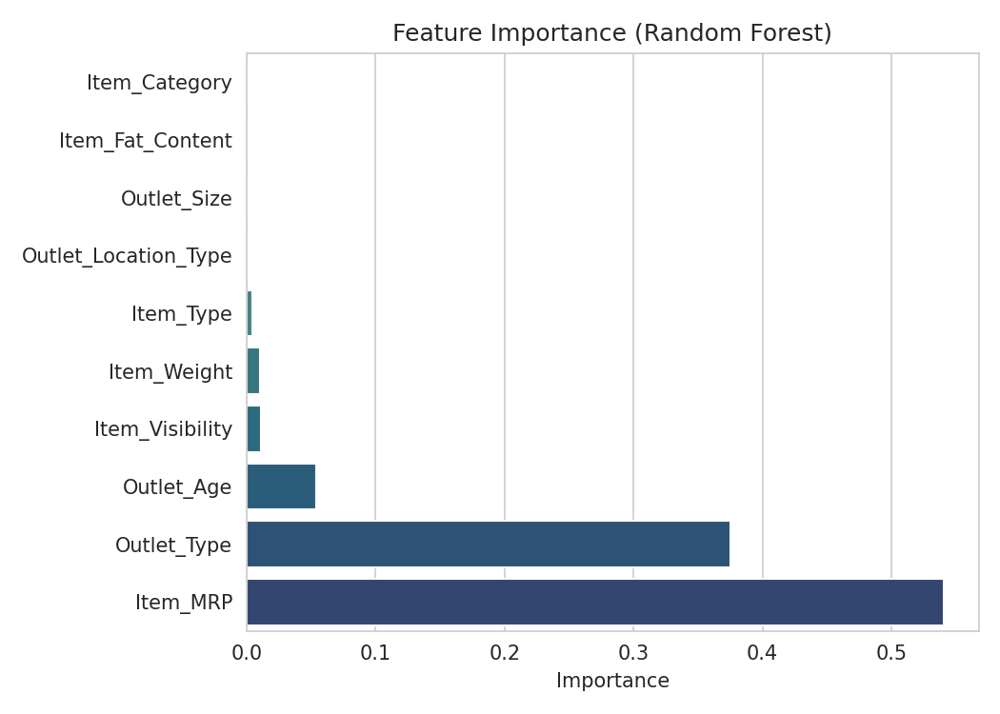 Feature Importance (Random Forest)
Item_Category
Item_Fat_Content
Outlet_Size
Outlet_Location_Type
Item_Type
Item_Weight
Item_Visibility
Outlet_Age
Outlet_Type
Item_MRP
0.0 0.1 0.2 0.3 0.4 0.5
Importance